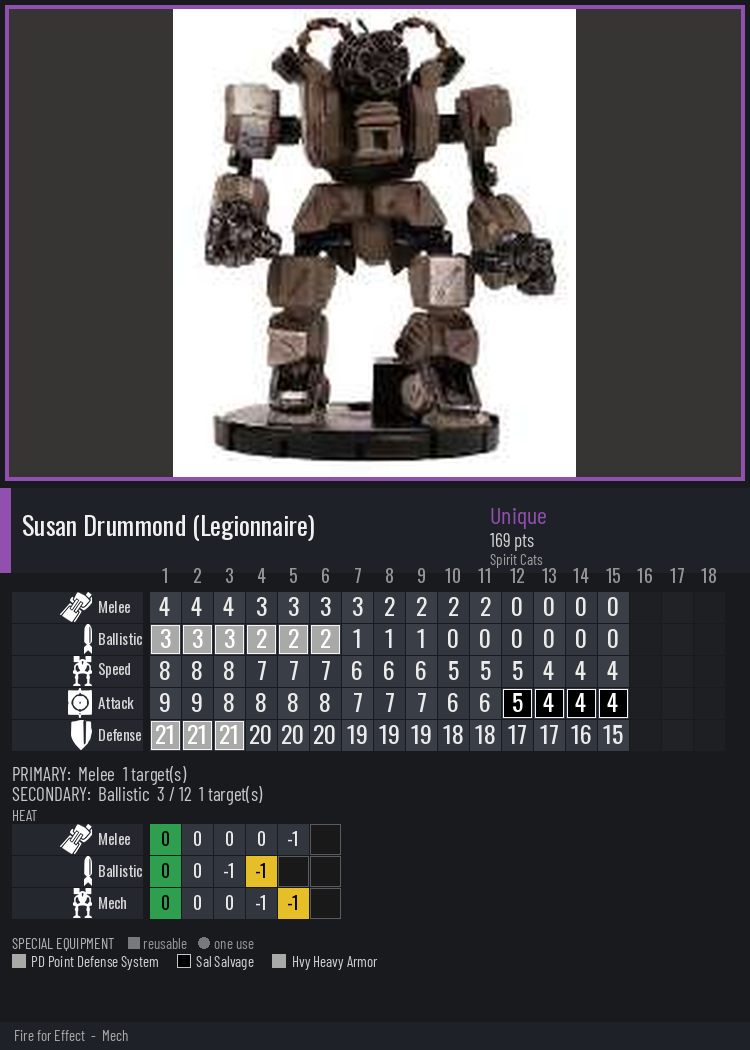 Susan Drummond (Legionnaire)
Unique
169 pts
Spirit Cats
1 2 3 4 5 6 7 8 9 10 11 12 13 14 15 16 17 18
Melee 4 4 4 3 3 3 3 2 2 2 2 0 0 0 0
Ballistic 3 3 3 2 2 2 1 1 1 0 0 0 0 0 0
Speed 8 8 8 7 7 7 6 6 6 5 5 5 4 4 4
Attack 9 9 8 8 8 8 7 7 7 6 6 5 4 4 4
Defense 21 21 21 20 20 20 19 19 19 18 18 17 17 16 15
PRIMARY: Melee 1 target(s)
SECONDARY: Ballistic 3 / 12 1 target(s)
HEAT
Melee 0 0 0 0 -1
Ballistic 0 0 -1 -1
Mech 0 0 0 -1 -1
SPECIAL EQUIPMENT reusable one use
PD Point Defense System Sal Salvage Hvy Heavy Armor
Fire for Effect - Mech